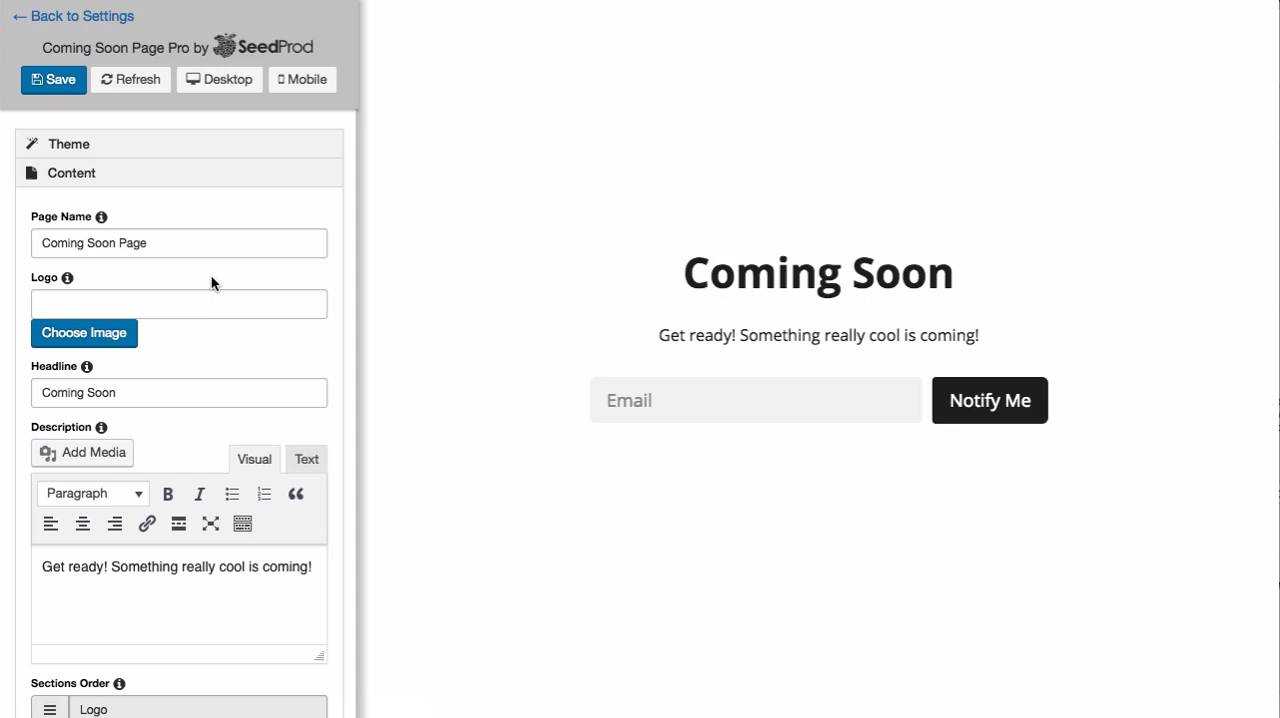 ← Back to Settings
Coming Soon Page Pro by SeedProd
Save Refresh Desktop Mobile
Theme
Content
Page Name
Coming Soon Page
Logo
Choose Image
Headline
Coming Soon
Description
Add Media Visual Text
Paragraph B I
Get ready! Something really cool is coming!
Sections Order
Logo
Coming Soon
Get ready! Something really cool is coming!
Email Notify Me